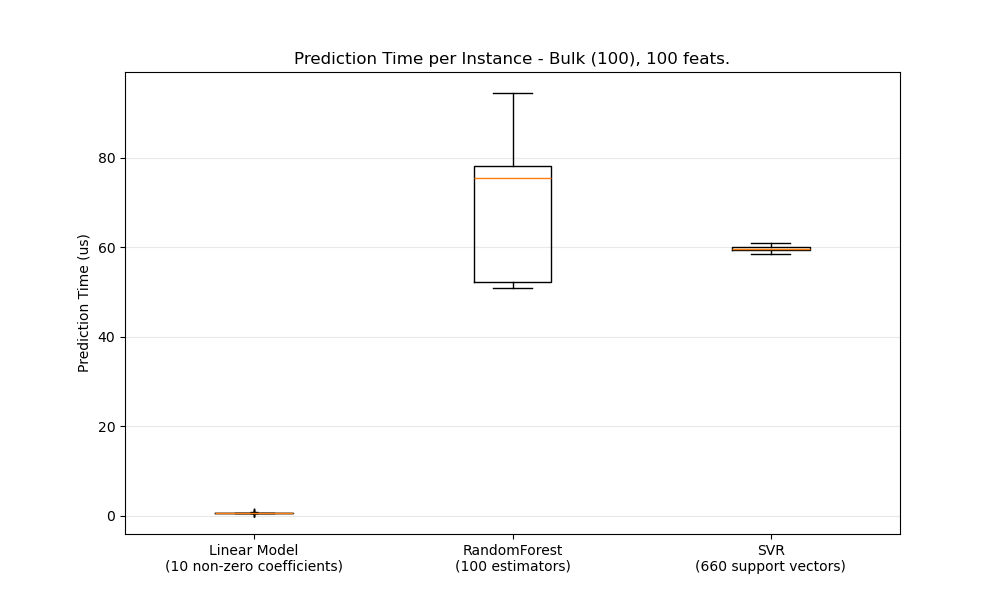 Prediction Time per Instance - Bulk (100), 100 feats.
Prediction Time (us)
80
60
40
20
0
Linear Model
(10 non-zero coefficients)
RandomForest
(100 estimators)
SVR
(660 support vectors)